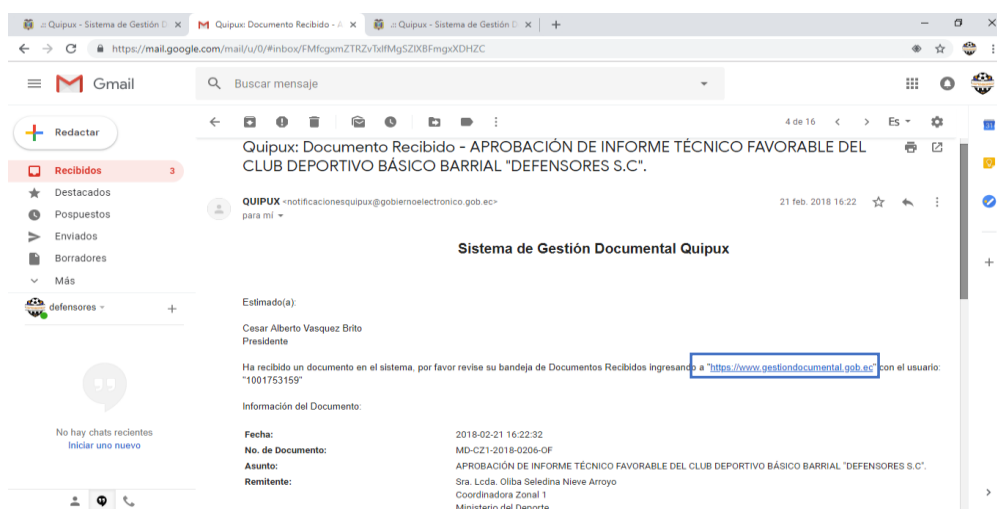 .:: Quipux - Sistema de Gestión D
Quipux: Documento Recibido - A
.:: Quipux - Sistema de Gestión D
https://mail.google.com/mail/u/0/#inbox/FMfcgxmZTRZvTxlfMgSZlXBFmgxXDHZC
Gmail
Buscar mensaje
Redactar
4 de 16
Es
31
Quipux: Documento Recibido - APROBACIÓN DE INFORME TÉCNICO FAVORABLE DEL
CLUB DEPORTIVO BÁSICO BARRIAL "DEFENSORES S.C".
Recibidos 3
Destacados
Pospuestos
Enviados
Borradores
Más
defensores
No hay chats recientes
Iniciar uno nuevo
QUIPUX <notificacionesquipux@gobiernoelectronico.gob.ec>
21 feb. 2018 16:22
para mí
Sistema de Gestión Documental Quipux
Estimado(a):
Cesar Alberto Vasquez Brito
Presidente
Ha recibido un documento en el sistema, por favor revise su bandeja de Documentos Recibidos ingresando a "https://www.gestiondocumental.gob.ec" con el usuario:
"1001753159"
Información del Documento:
Fecha: 2018-02-21 16:22:32
No. de Documento: MD-CZ1-2018-0206-OF
Asunto: APROBACIÓN DE INFORME TÉCNICO FAVORABLE DEL CLUB DEPORTIVO BÁSICO BARRIAL "DEFENSORES S.C".
Remitente: Sra. Lcda. Oliba Seledina Nieve Arroyo
Coordinadora Zonal 1
Ministerio del Deporte